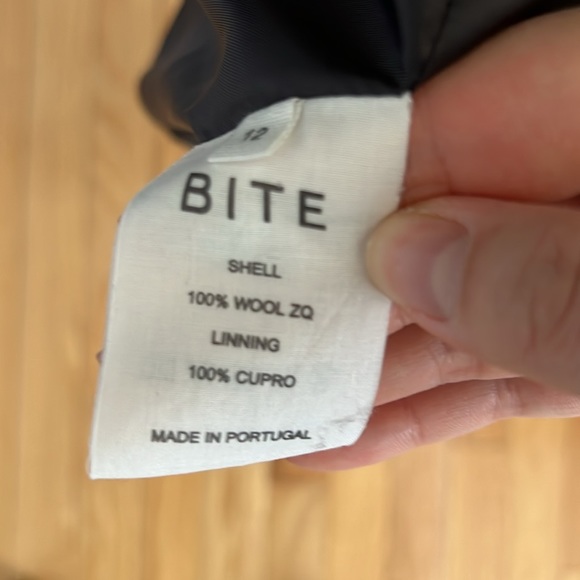 12
BITE
SHELL
100% WOOL ZQ
LINNING
100% CUPRO
MADE IN PORTUGAL